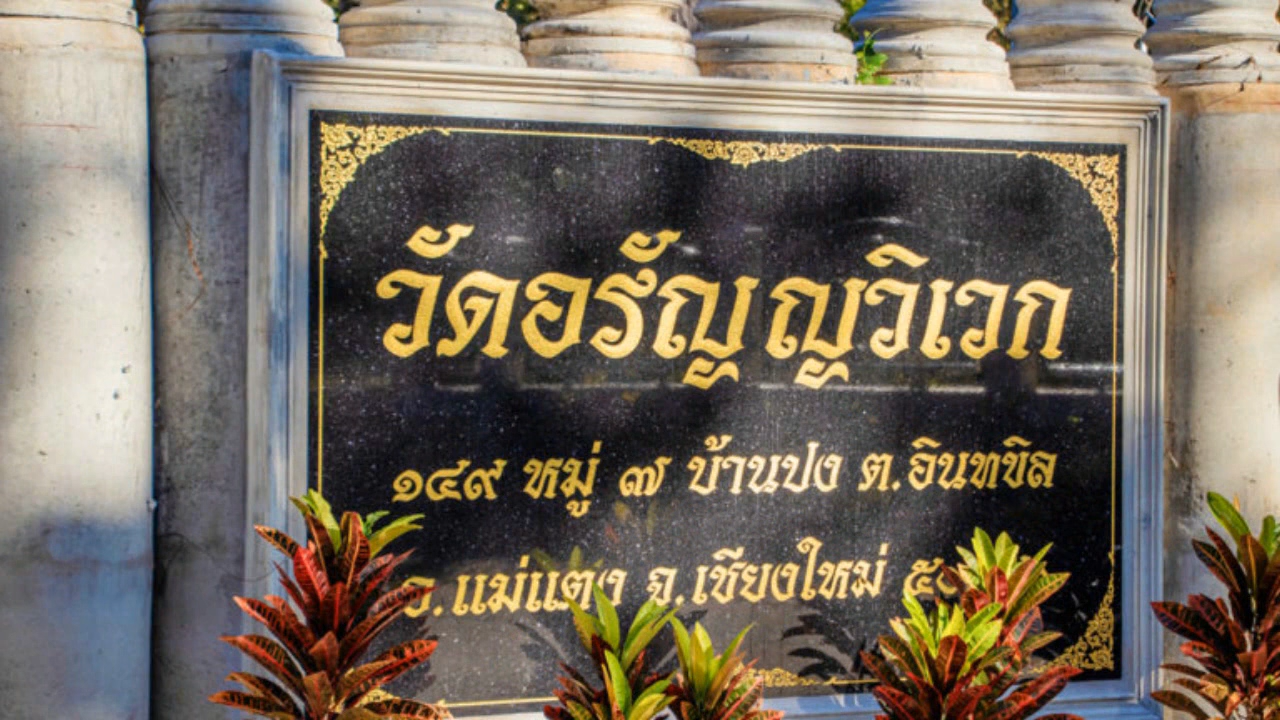 วัดอรัญญวิเวก
๑๔๙ หมู่ ๗ บ้านปง ต.อินทขิล
อ.แม่แตง จ.เชียงใหม่